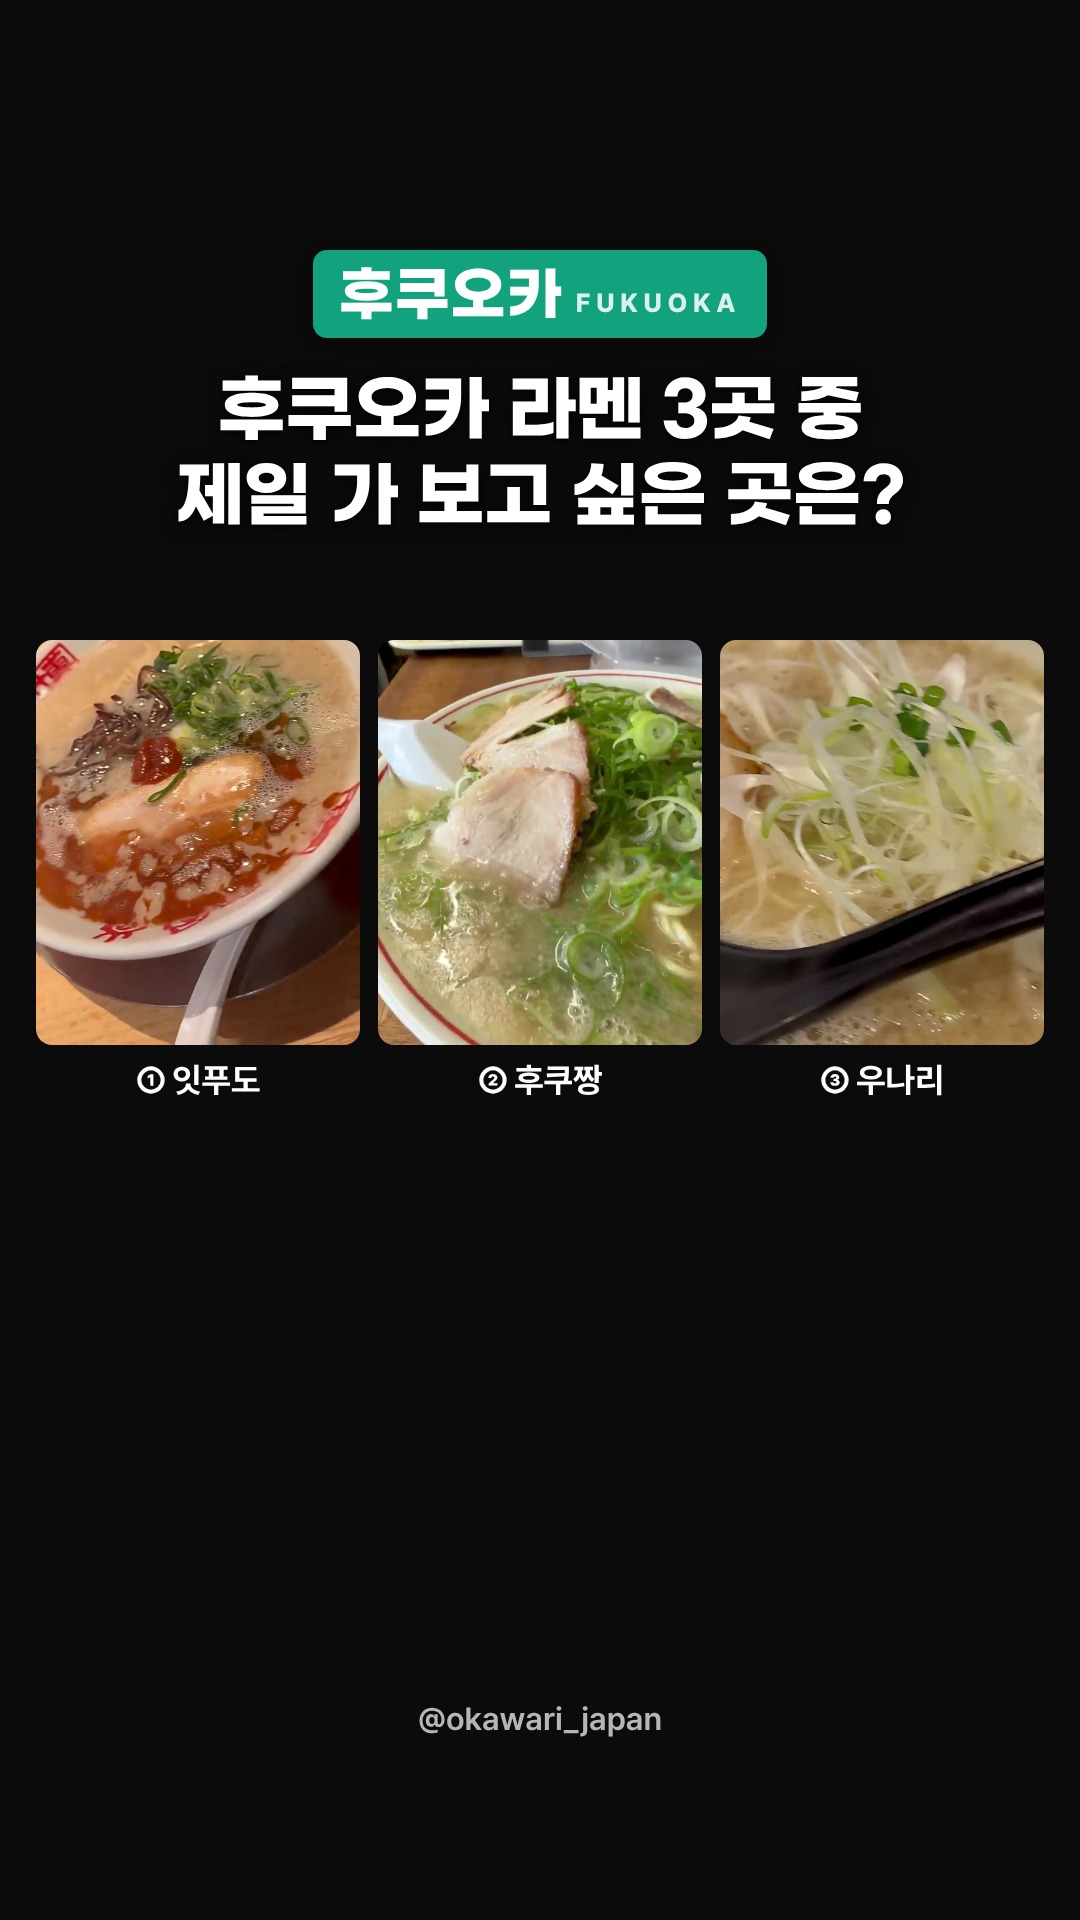 후쿠오카 FUKUOKA
후쿠오카 라멘 3곳 중
제일 가 보고 싶은 곳은?
① 잇푸도
② 후쿠짱
③ 우나리
@okawari_japan